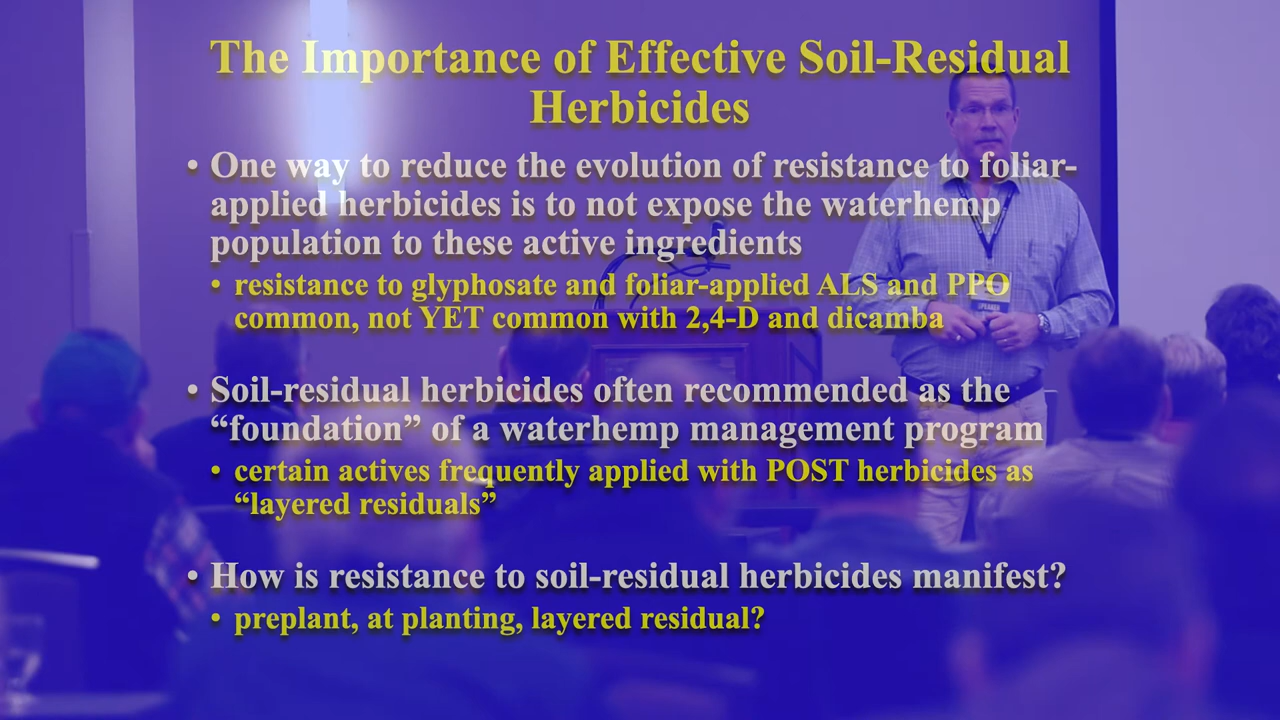 The Importance of Effective Soil-Residual
Herbicides
• One way to reduce the evolution of resistance to foliar-
applied herbicides is to not expose the waterhemp
population to these active ingredients
• resistance to glyphosate and foliar-applied ALS and PPO
common, not YET common with 2,4-D and dicamba
• Soil-residual herbicides often recommended as the
“foundation” of a waterhemp management program
• certain actives frequently applied with POST herbicides as
“layered residuals”
• How is resistance to soil-residual herbicides manifest?
• preplant, at planting, layered residual?